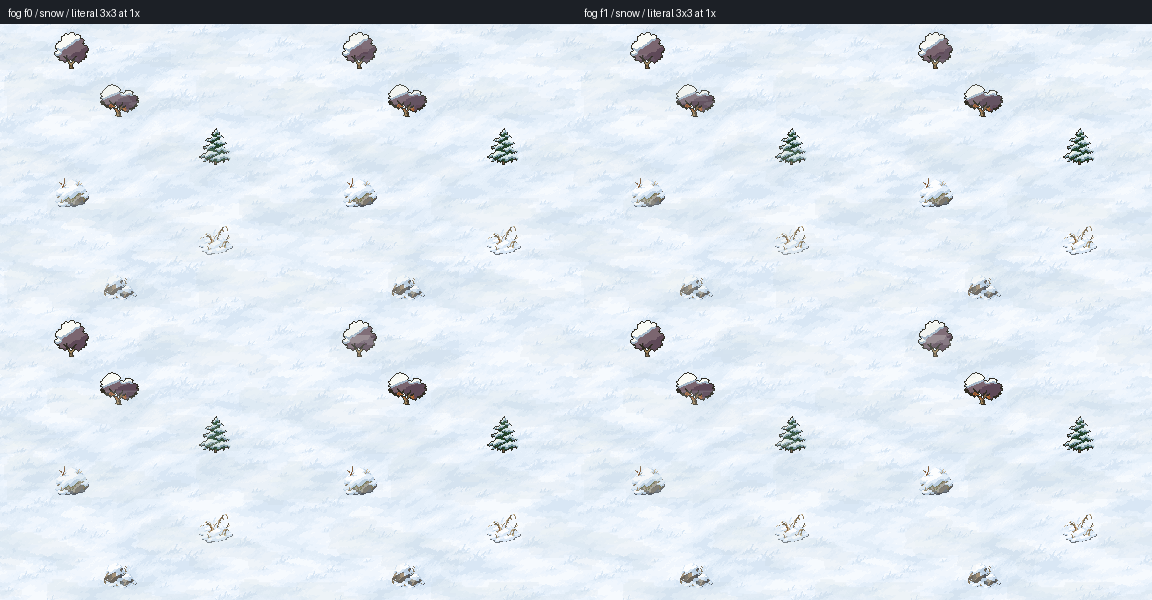 fog f0 / snow / literal 3x3 at 1x
fog f1 / snow / literal 3x3 at 1x